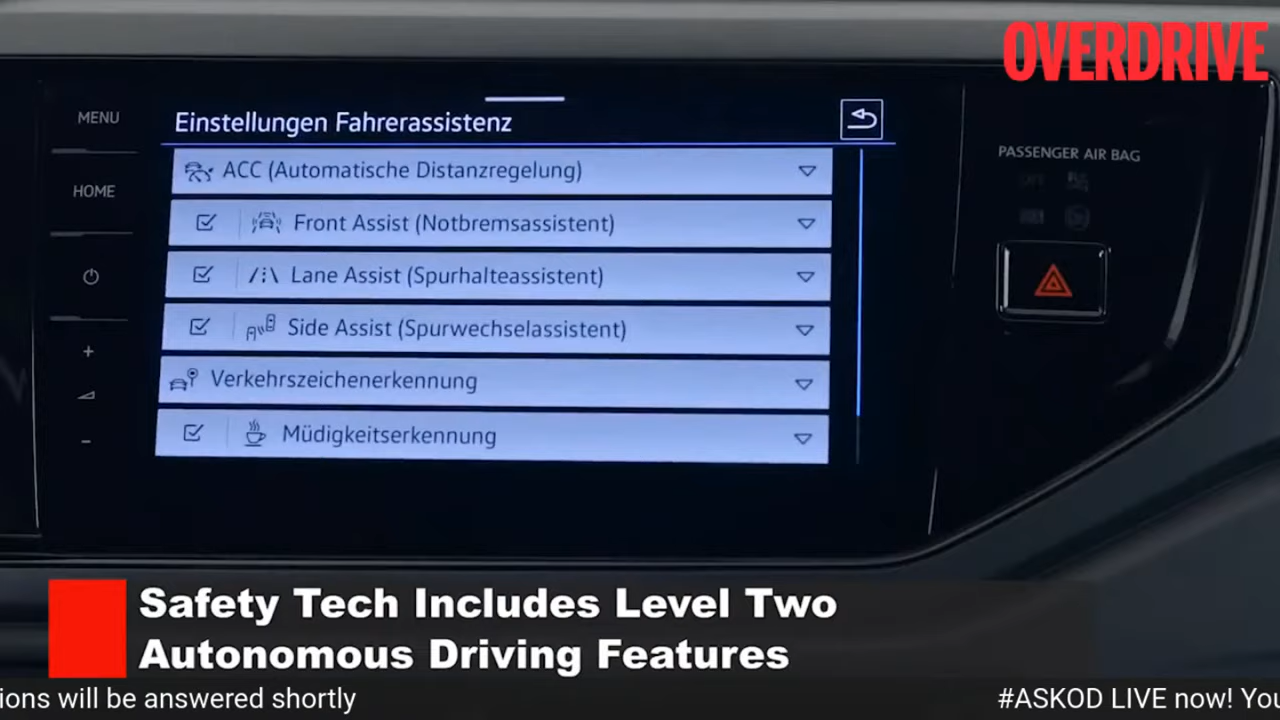 OVERDRIVE
MENU
HOME
+
-
Einstellungen Fahrerassistenz
ACC (Automatische Distanzregelung)
Front Assist (Notbremsassistent)
Lane Assist (Spurhalteassistent)
Side Assist (Spurwechselassistent)
Verkehrszeichenerkennung
Müdigkeitserkennung
PASSENGER AIR BAG
Safety Tech Includes Level Two
Autonomous Driving Features
ions will be answered shortly
#ASKOD LIVE now! You